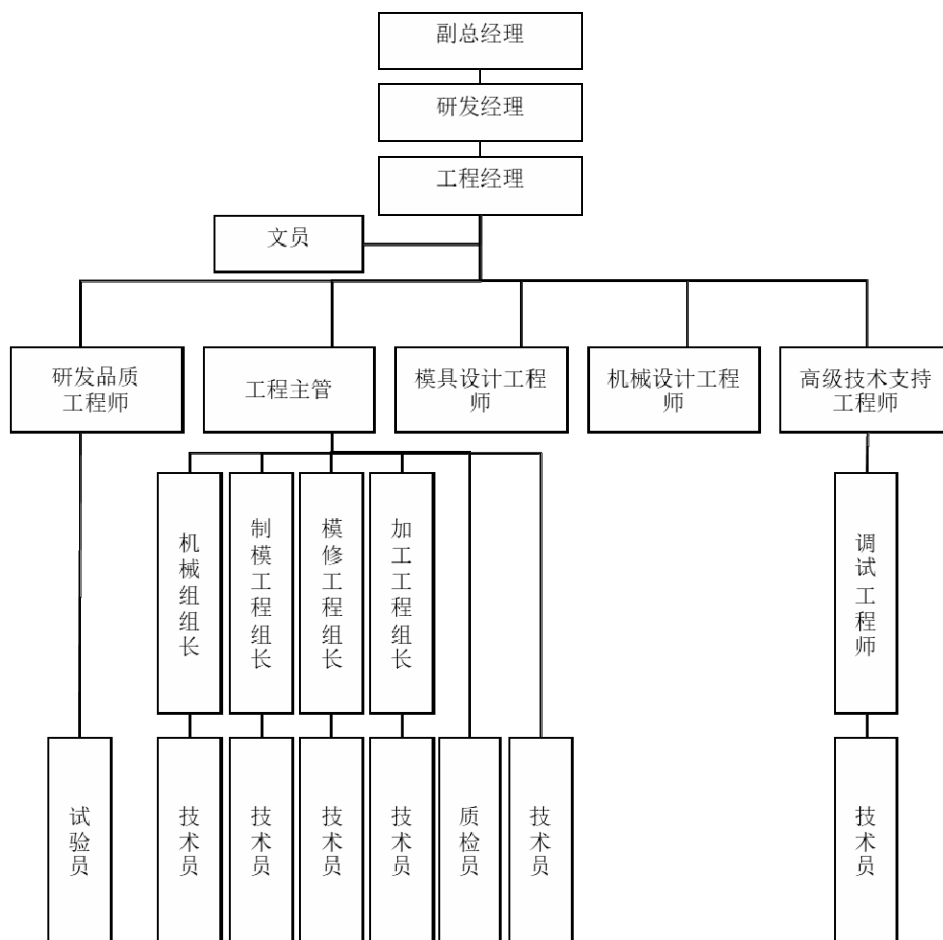 副总经理
研发经理
工程经理
文员
研发品质
工程师
工程主管
模具设计工程
师
机械设计工程
师
高级技术支持
工程师
机械组组长
制模工程组长
模修工程组长
加工工程组长
调试工程师
试验员
技术员
技术员
技术员
技术员
质检员
技术员
技术员